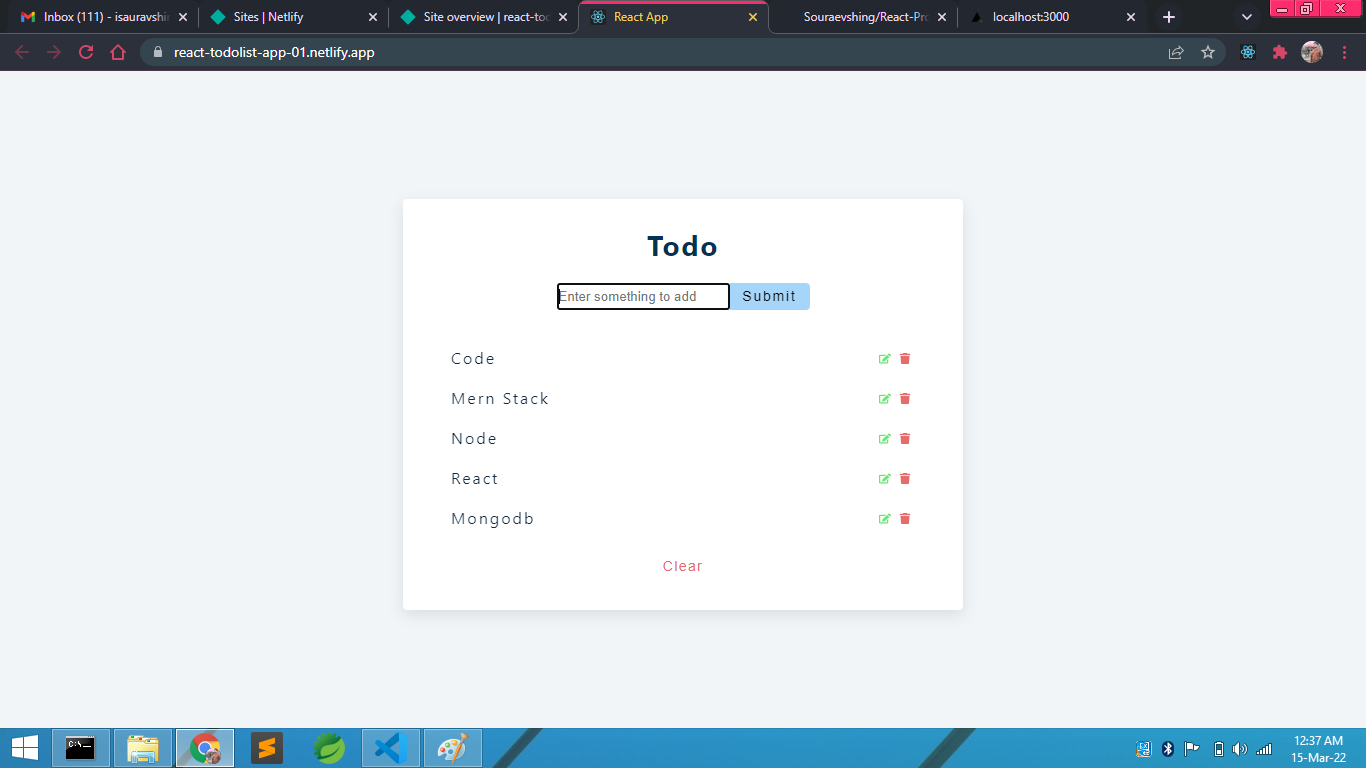 Inbox (111) - isauravshin
Sites | Netlify
Site overview | react-tod
React App
Souraevshing/React-Pro
localhost:3000
react-todolist-app-01.netlify.app
Todo
Enter something to add
Submit
Code
Mern Stack
Node
React
Mongodb
Clear
12:37 AM
15-Mar-22